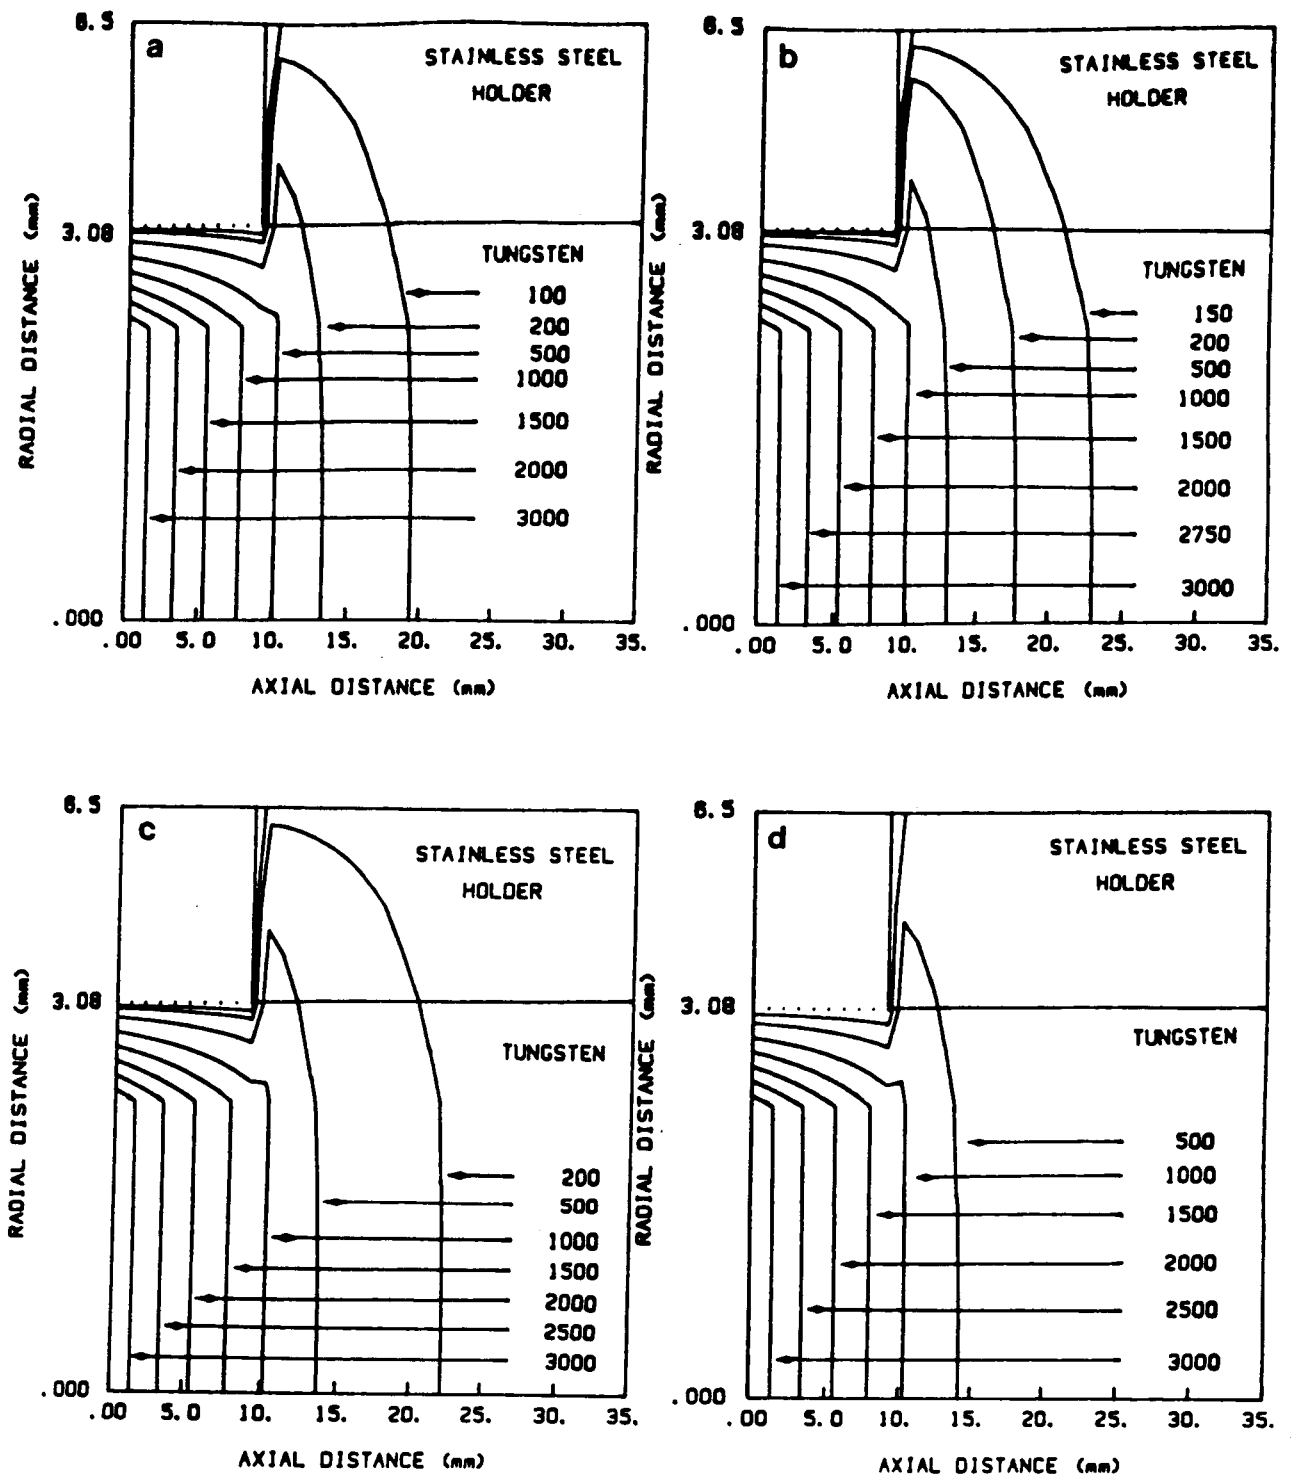 a
6.5
STAINLESS STEEL
HOLDER
3.08
TUNGSTEN
100
200
500
1000
1500
2000
3000
.000
.00 5.0 10. 15. 20. 25. 30. 35.
RADIAL DISTANCE (mm)
AXIAL DISTANCE (mm)
b
6.5
STAINLESS STEEL
HOLDER
3.08
TUNGSTEN
150
200
500
1000
1500
2000
2750
3000
.000
.00 5.0 10. 15. 20. 25. 30. 35.
RADIAL DISTANCE (mm)
AXIAL DISTANCE (mm)
c
6.5
STAINLESS STEEL
HOLDER
3.08
TUNGSTEN
200
500
1000
1500
2000
2500
3000
.000
.00 5.0 10. 15. 20. 25. 30. 35.
RADIAL DISTANCE (mm)
AXIAL DISTANCE (mm)
d
6.5
STAINLESS STEEL
HOLDER
3.08
TUNGSTEN
500
1000
1500
2000
2500
3000
.000
.00 5.0 10. 15. 20. 25. 30. 35.
RADIAL DISTANCE (mm)
AXIAL DISTANCE (mm)